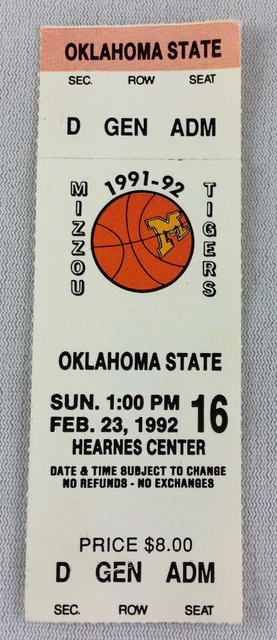 OKLAHOMA STATE
SEC. ROW SEAT
D GEN ADM
1991-92
MIZZOU
TIGERS
M
OKLAHOMA STATE
SUN. 1:00 PM
FEB. 23, 1992 16
HEARNES CENTER
DATE & TIME SUBJECT TO CHANGE
NO REFUNDS - NO EXCHANGES
PRICE $8.00
D GEN ADM
SEC. ROW SEAT